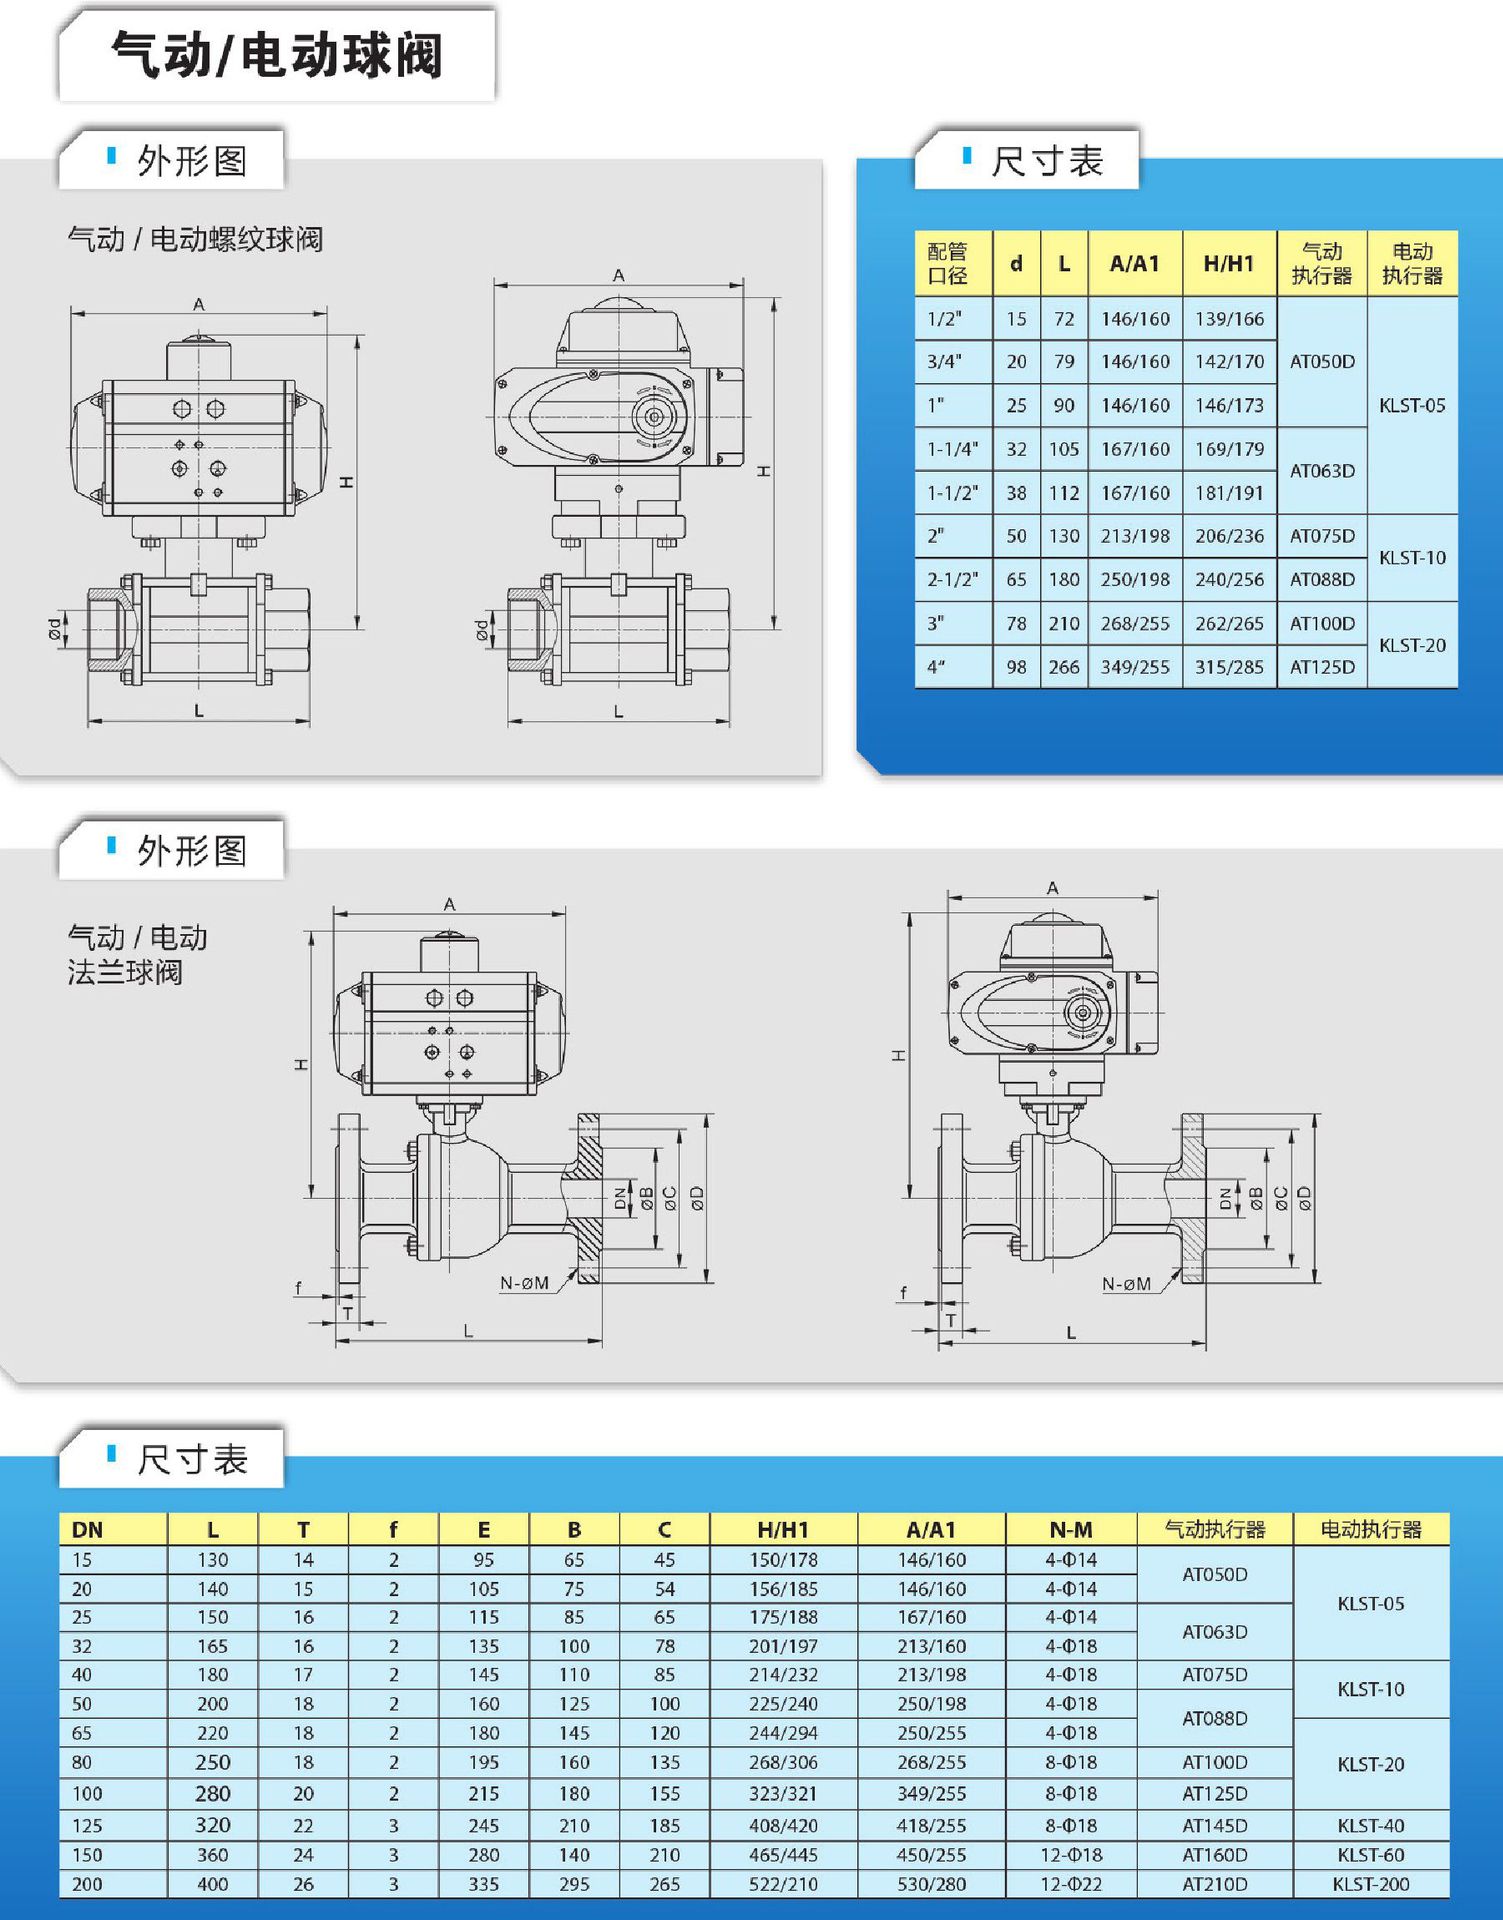 气动/电动球阀
外形图
气动 / 电动螺纹球阀
A
H
Ød
L
A
H
Ød
L
尺寸表
配管口径 d L A/A1 H/H1 气动执行器 电动执行器
1/2" 15 72 146/160 139/166 AT050D KLST-05
3/4" 20 79 146/160 142/170
1" 25 90 146/160 146/173
1-1/4" 32 105 167/160 169/179 AT063D
1-1/2" 38 112 167/160 181/191
2" 50 130 213/198 206/236 AT075D KLST-10
2-1/2" 65 180 250/198 240/256 AT088D
3" 78 210 268/255 262/265 AT100D KLST-20
4“ 98 266 349/255 315/285 AT125D
外形图
气动 / 电动
法兰球阀
A
H
DN
ØB
ØC
ØD
N-ØM
f
T
L
A
H
DN
ØB
ØC
ØD
N-ØM
f
T
L
尺寸表
DN L T f E B C H/H1 A/A1 N-M 气动执行器 电动执行器
15 130 14 2 95 65 45 150/178 146/160 4-Φ14 AT050D KLST-05
20 140 15 2 105 75 54 156/185 146/160 4-Φ14
25 150 16 2 115 85 65 175/188 167/160 4-Φ14 AT063D
32 165 16 2 135 100 78 201/197 213/160 4-Φ18
40 180 17 2 145 110 85 214/232 213/198 4-Φ18 AT075D KLST-10
50 200 18 2 160 125 100 225/240 250/198 4-Φ18 AT088D
65 220 18 2 180 145 120 244/294 250/255 4-Φ18 KLST-20
80 250 18 2 195 160 135 268/306 268/255 8-Φ18 AT100D
100 280 20 2 215 180 155 323/321 349/255 8-Φ18 AT125D
125 320 22 3 245 210 185 408/420 418/255 8-Φ18 AT145D KLST-40
150 360 24 3 280 140 210 465/445 450/255 12-Φ18 AT160D KLST-60
200 400 26 3 335 295 265 522/210 530/280 12-Φ22 AT210D KLST-200